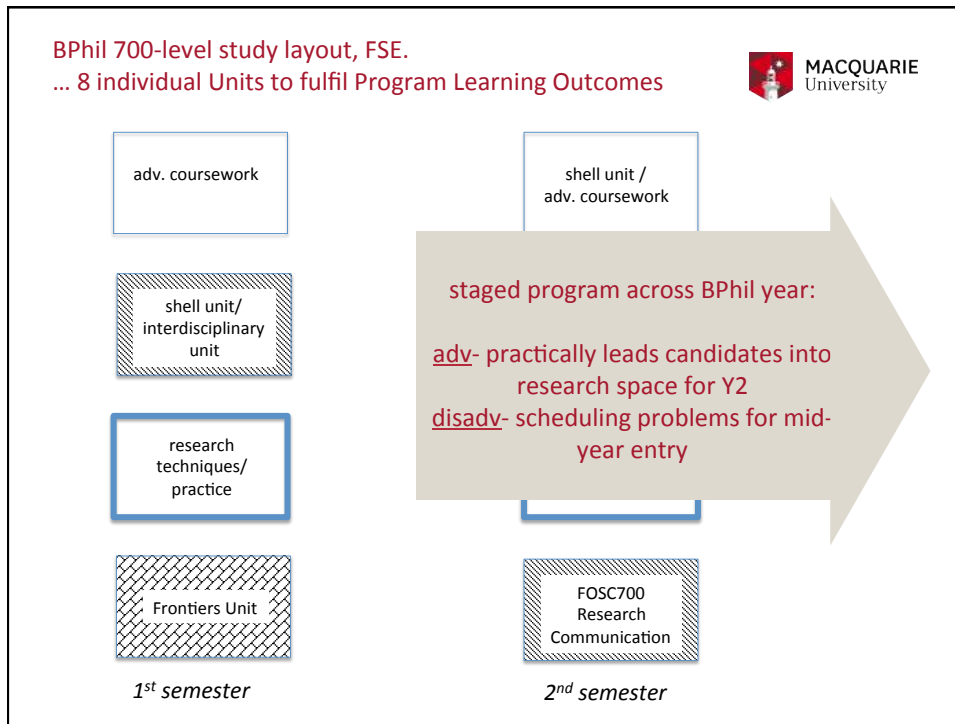 BPhil 700-level study layout, FSE.
… 8 individual Units to fulfil Program Learning Outcomes
MACQUARIE
University
adv. coursework
shell unit/
interdisciplinary
unit
research
techniques/
practice
Frontiers Unit
1st semester
shell unit /
adv. coursework
staged program across BPhil year:
adv- practically leads candidates into
research space for Y2
disadv- scheduling problems for mid-
year entry
FOSC700
Research
Communication
2nd semester